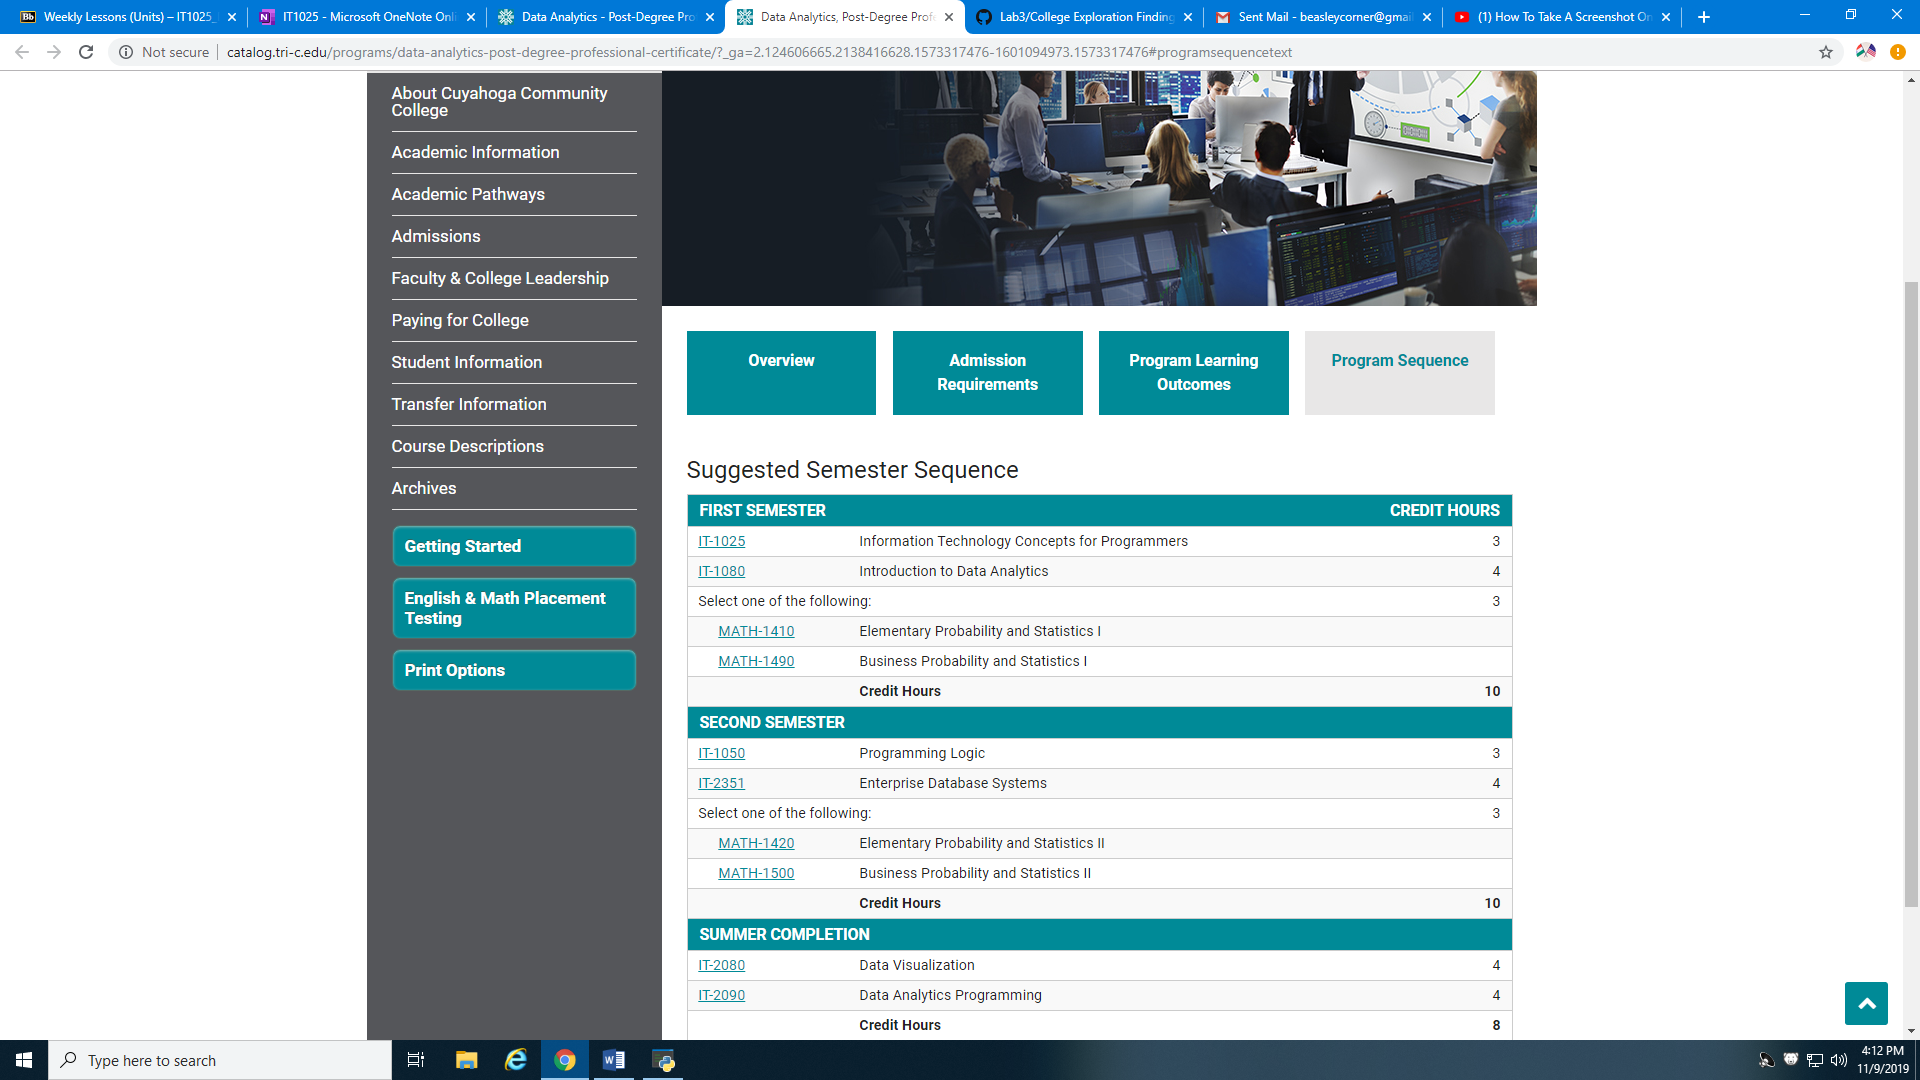 Weekly Lessons (Units) – IT1025_
IT1025 - Microsoft OneNote Onli
Data Analytics - Post-Degree Pro
Data Analytics, Post-Degree Profe
Lab3/College Exploration Finding
Sent Mail - beasleycorner@gmail
(1) How To Take A Screenshot On
Not secure
catalog.tri-c.edu/programs/data-analytics-post-degree-professional-certificate/?_ga=2.124606665.2138416628.1573317476-1601094973.1573317476#programsequencetext
About Cuyahoga Community
College
Academic Information
Academic Pathways
Admissions
Faculty & College Leadership
Paying for College
Student Information
Transfer Information
Course Descriptions
Archives
Getting Started
English & Math Placement
Testing
Print Options
Overview
Admission
Requirements
Program Learning
Outcomes
Program Sequence
Suggested Semester Sequence
FIRST SEMESTER CREDIT HOURS
IT-1025 Information Technology Concepts for Programmers 3
IT-1080 Introduction to Data Analytics 4
Select one of the following: 3
MATH-1410 Elementary Probability and Statistics I
MATH-1490 Business Probability and Statistics I
Credit Hours 10
SECOND SEMESTER
IT-1050 Programming Logic 3
IT-2351 Enterprise Database Systems 4
Select one of the following: 3
MATH-1420 Elementary Probability and Statistics II
MATH-1500 Business Probability and Statistics II
Credit Hours 10
SUMMER COMPLETION
IT-2080 Data Visualization 4
IT-2090 Data Analytics Programming 4
Credit Hours 8
Type here to search
4:12 PM
11/9/2019